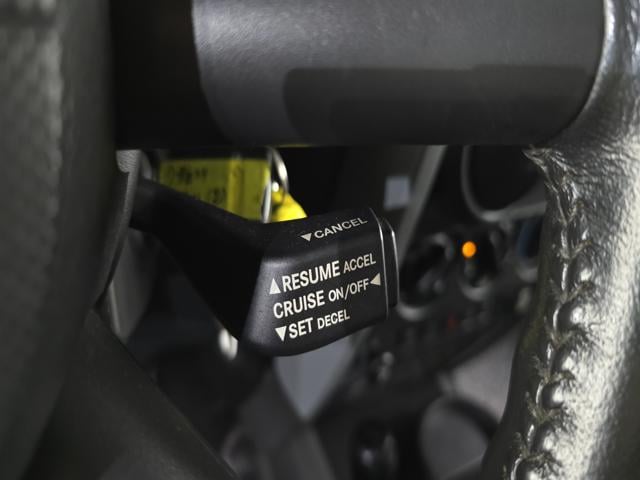 ▼CANCEL
▲RESUME ACCEL
CRUISE ON/OFF◀
▼SET DECEL